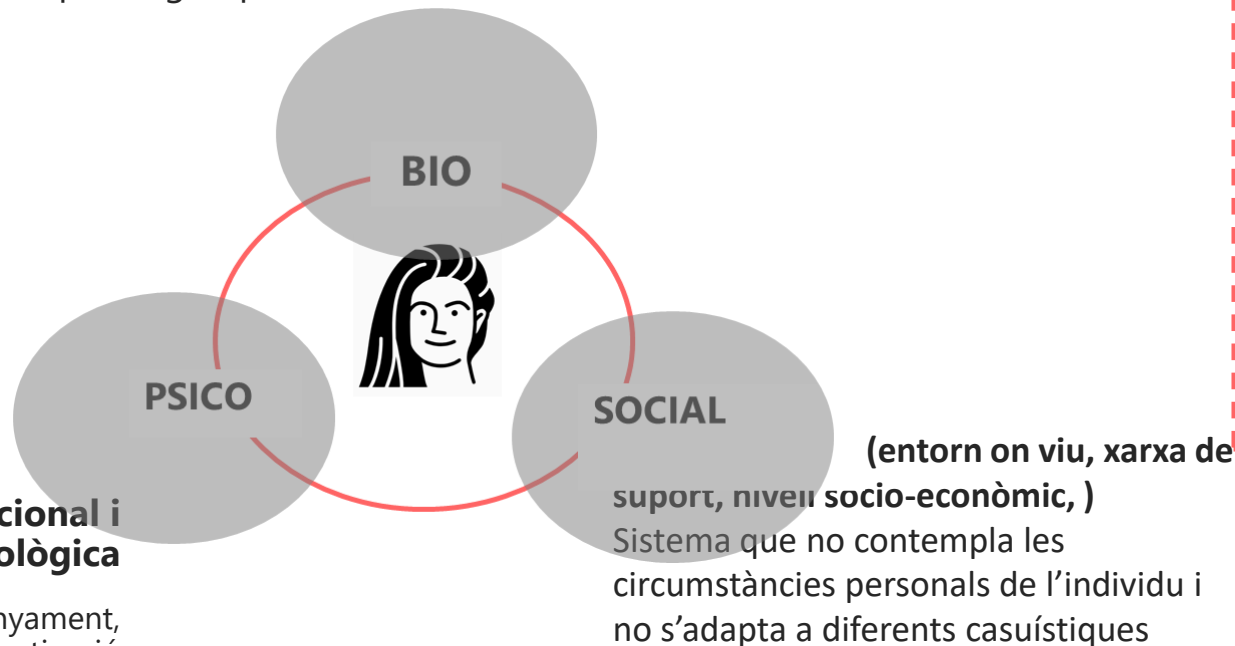 BIO
PSICO
SOCIAL
(entorn on viu, xarxa de
suport, nivell socio-econòmic, )
Sistema que no contempla les
circumstàncies personals de l’individu i
no s’adapta a diferents casuístiques
cional i
ològica
nyament,